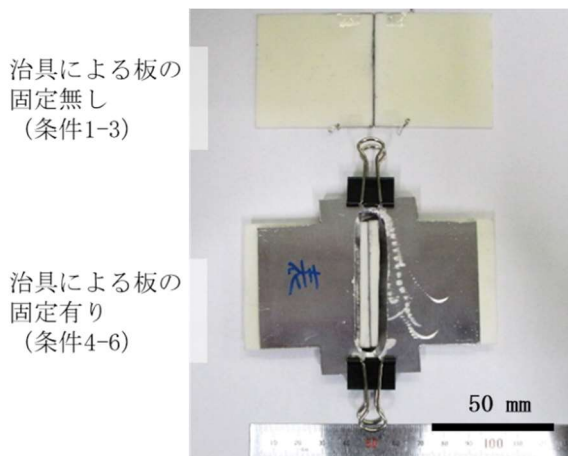 治具による板の
固定無し
(条件1-3)
治具による板の
固定有り
(条件4-6)
表
50 mm
100